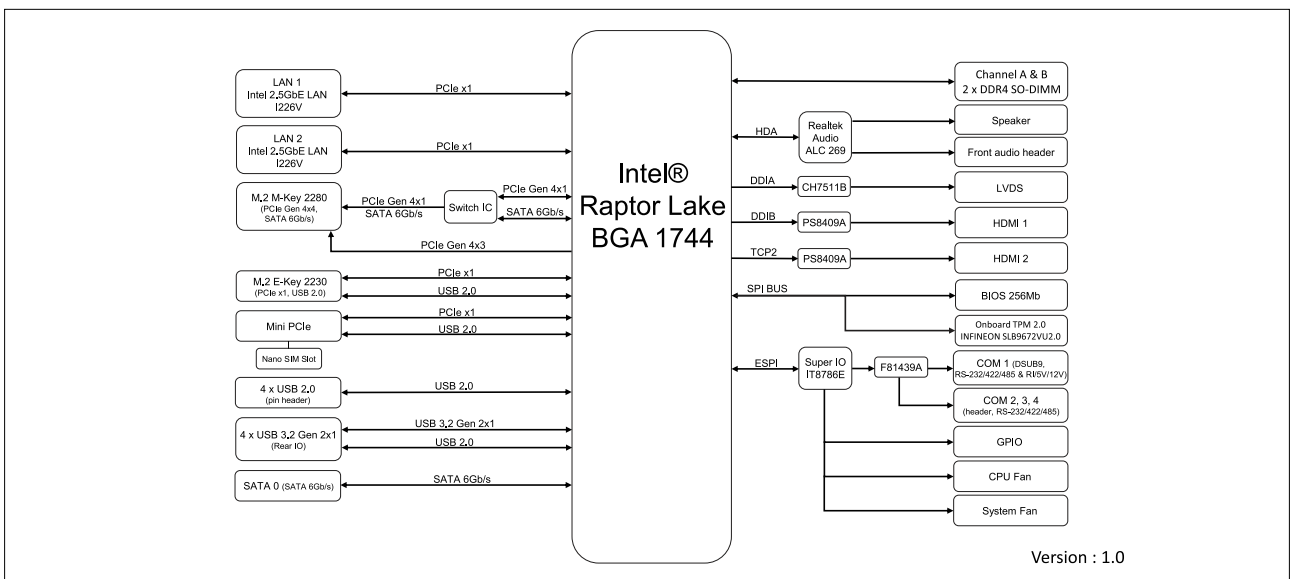 LAN 1
Intel 2.5GbE LAN
I226V
PCIe x1
LAN 2
Intel 2.5GbE LAN
I226V
PCIe x1
M.2 M-Key 2280
(PCIe Gen 4x4,
SATA 6Gb/s)
PCIe Gen 4x1
SATA 6Gb/s
Switch IC
PCIe Gen 4x1
SATA 6Gb/s
PCIe Gen 4x3
M.2 E-Key 2230
(PCIe x1, USB 2.0)
PCIe x1
USB 2.0
Mini PCIe
PCIe x1
USB 2.0
Nano SIM Slot
4 x USB 2.0
(pin header)
USB 2.0
4 x USB 3.2 Gen 2x1
(Rear IO)
USB 3.2 Gen 2x1
USB 2.0
SATA 0 (SATA 6Gb/s)
SATA 6Gb/s
Intel®
Raptor Lake
BGA 1744
Channel A & B
2 x DDR4 SO-DIMM
HDA
Realtek
Audio
ALC 269
Speaker
Front audio header
DDIA
CH7511B
LVDS
DDIB
PS8409A
HDMI 1
TCP2
PS8409A
HDMI 2
SPI BUS
BIOS 256Mb
Onboard TPM 2.0
INFINEON SLB9672VU2.0
ESPI
Super IO
IT8786E
F81439A
COM 1 (DSUB9,
RS-232/422/485 & RI/5V/12V)
COM 2, 3, 4
(header, RS-232/422/485)
GPIO
CPU Fan
System Fan
Version : 1.0